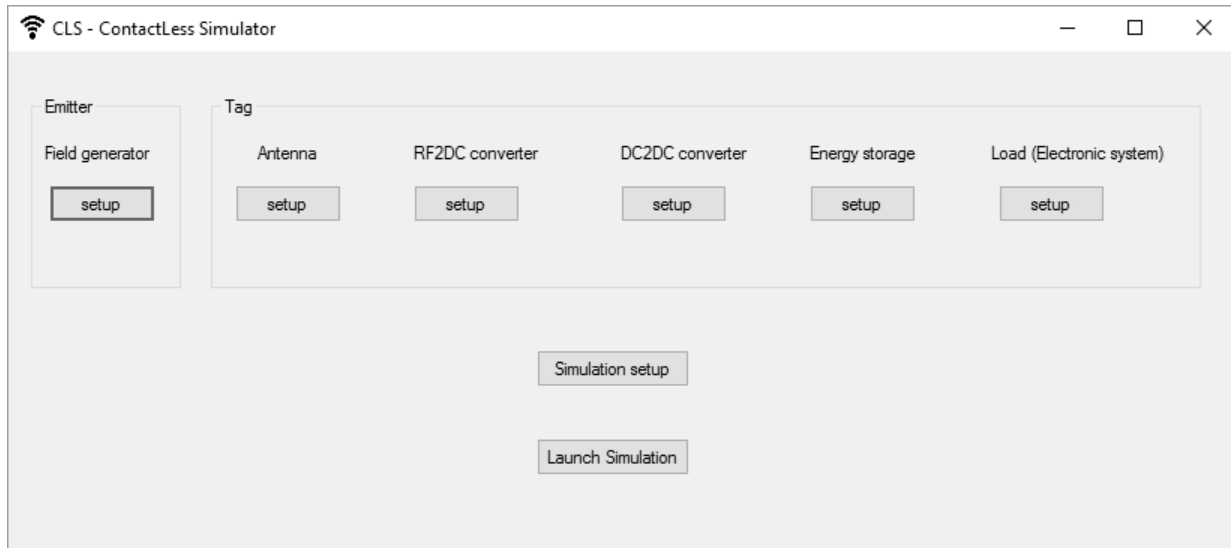 CLS - ContactLess Simulator
Emitter
Tag
Field generator
Antenna
RF2DC converter
DC2DC converter
Energy storage
Load (Electronic system)
setup
setup
setup
setup
setup
setup
Simulation setup
Launch Simulation